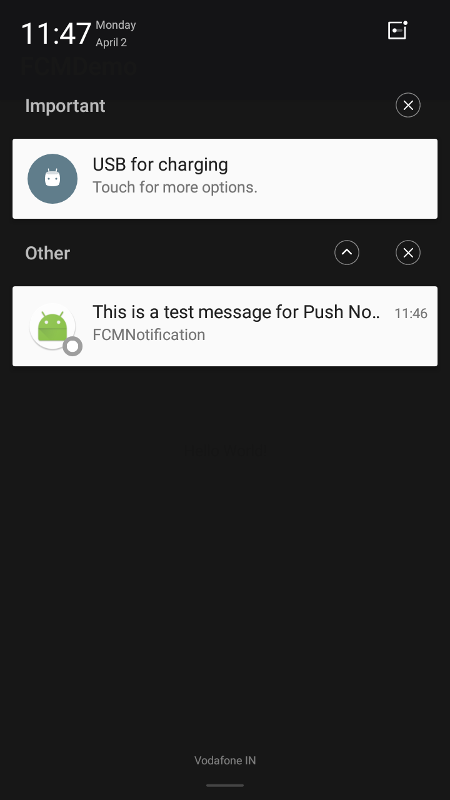 11:47
Monday
April 2
FCMDemo
Important
USB for charging
Touch for more options.
Other
This is a test message for Push No..
11:46
FCMNotification
Vodafone IN